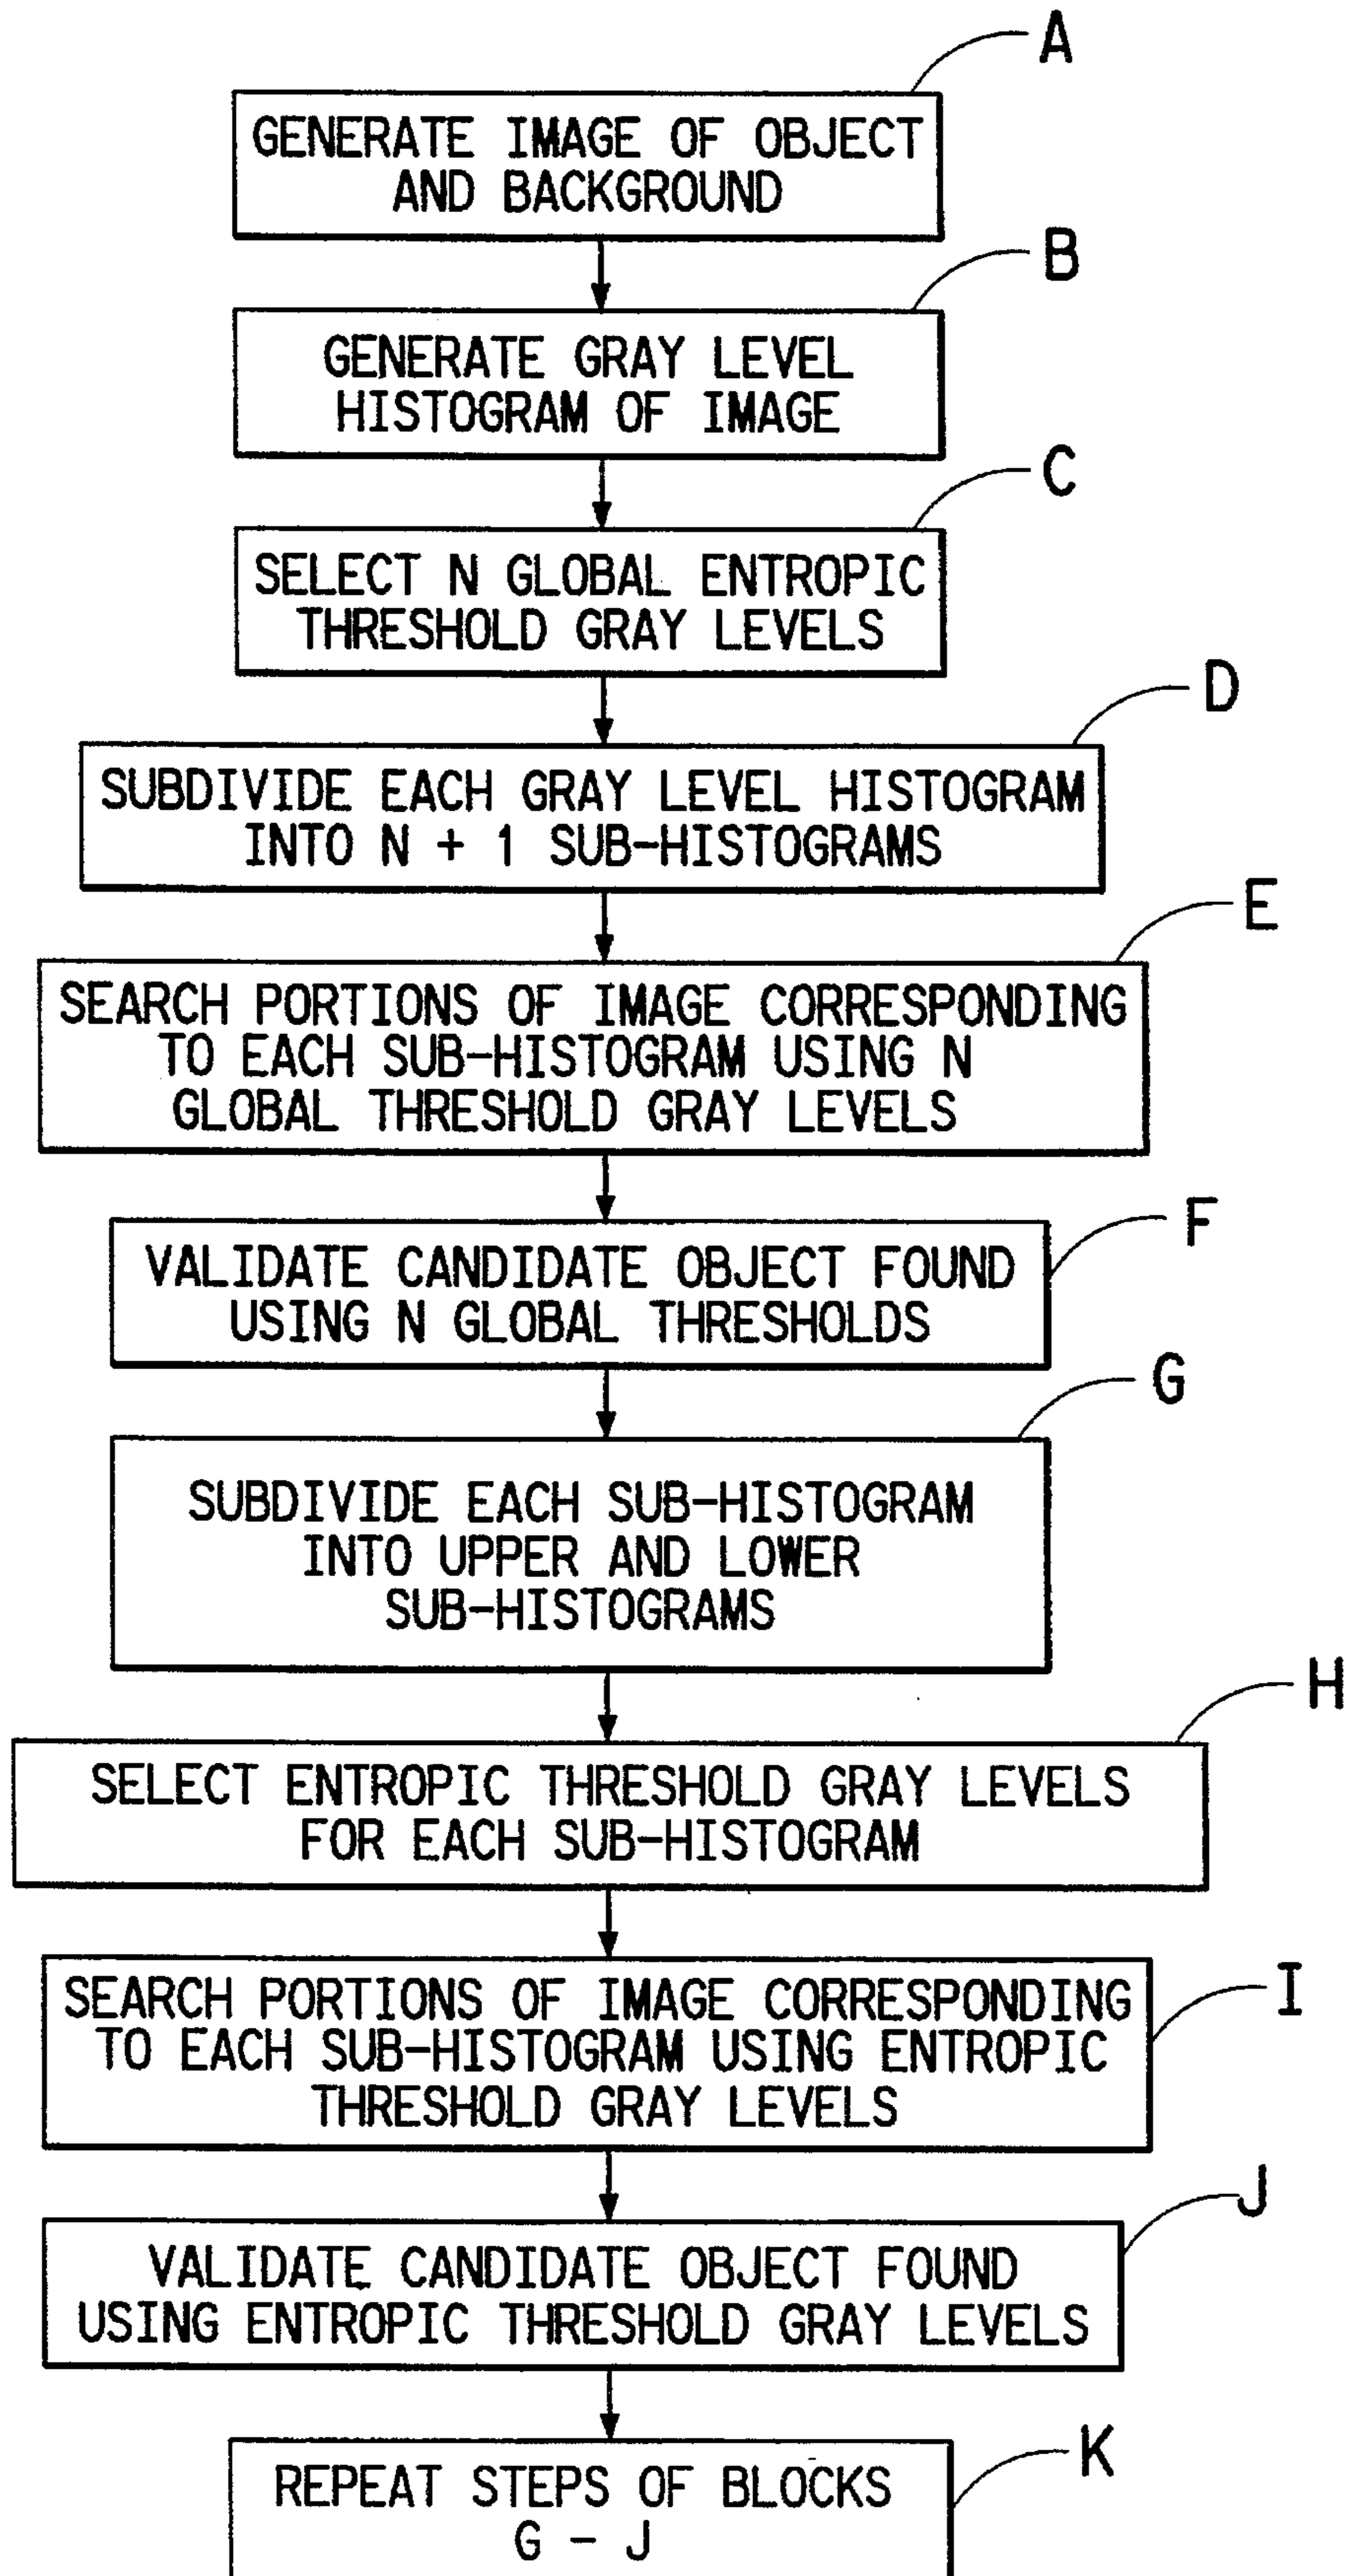 A
GENERATE IMAGE OF OBJECT
AND BACKGROUND
B
GENERATE GRAY LEVEL
HISTOGRAM OF IMAGE
C
SELECT N GLOBAL ENTROPIC
THRESHOLD GRAY LEVELS
D
SUBDIVIDE EACH GRAY LEVEL HISTOGRAM
INTO N + 1 SUB-HISTOGRAMS
E
SEARCH PORTIONS OF IMAGE CORRESPONDING
TO EACH SUB-HISTOGRAM USING N
GLOBAL THRESHOLD GRAY LEVELS
F
VALIDATE CANDIDATE OBJECT FOUND
USING N GLOBAL THRESHOLDS
G
SUBDIVIDE EACH SUB-HISTOGRAM
INTO UPPER AND LOWER
SUB-HISTOGRAMS
H
SELECT ENTROPIC THRESHOLD GRAY LEVELS
FOR EACH SUB-HISTOGRAM
I
SEARCH PORTIONS OF IMAGE CORRESPONDING
TO EACH SUB-HISTOGRAM USING ENTROPIC
THRESHOLD GRAY LEVELS
J
VALIDATE CANDIDATE OBJECT FOUND
USING ENTROPIC THRESHOLD GRAY LEVELS
K
REPEAT STEPS OF BLOCKS
G - J